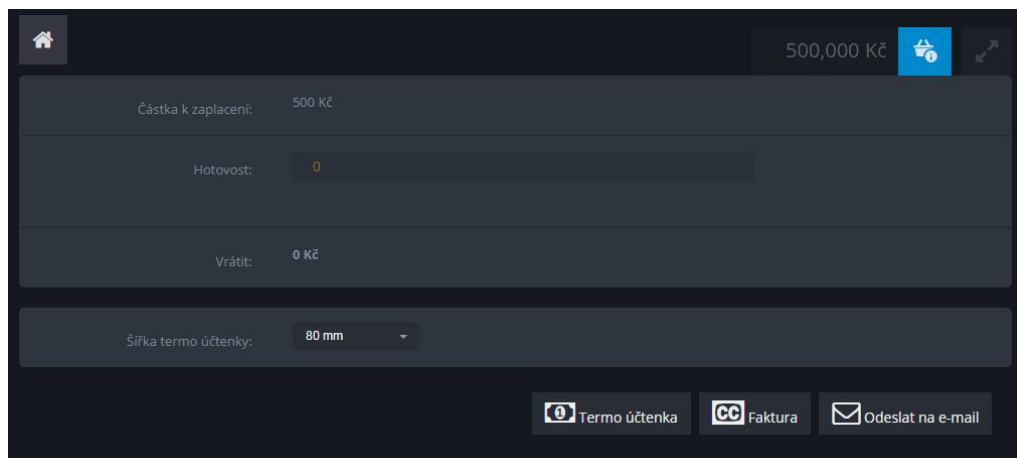 500,000 Kč
Částka k zaplacení: 500 Kč
Hotovost: 0
Vrátit: 0 Kč
Šířka termo účtenky: 80 mm
Termo účtenka CC Faktura Odeslat na e-mail